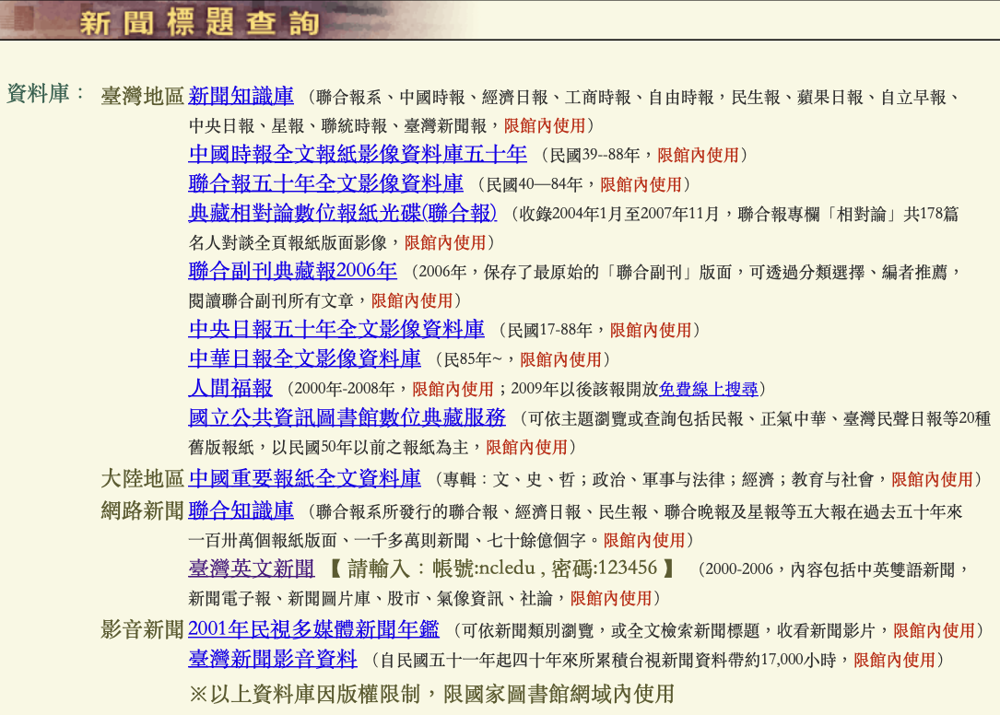 新聞標題查詢
資料庫： 臺灣地區 新聞知識庫 （聯合報系、中國時報、經濟日報、工商時報、自由時報，民生報、蘋果日報、自立早報、
中央日報、星報、聯統時報、臺灣新聞報，限館內使用）
中國時報全文報紙影像資料庫五十年 （民國39--88年，限館內使用）
聯合報五十年全文影像資料庫 （民國40—84年，限館內使用）
典藏相對論數位報紙光碟(聯合報) （收錄2004年1月至2007年11月，聯合報專欄「相對論」共178篇
名人對談全頁報紙版面影像，限館內使用）
聯合副刊典藏報2006年 （2006年，保存了最原始的「聯合副刊」版面，可透過分類選擇、編者推薦，
閱讀聯合副刊所有文章，限館內使用）
中央日報五十年全文影像資料庫 （民國17-88年，限館內使用）
中華日報全文影像資料庫 （民85年~，限館內使用）
人間福報 （2000年-2008年，限館內使用；2009年以後該報開放免費線上搜尋）
國立公共資訊圖書館數位典藏服務 （可依主題瀏覽或查詢包括民報、正氣中華、臺灣民聲日報等20種
舊版報紙，以民國50年以前之報紙為主，限館內使用）
大陸地區 中國重要報紙全文資料庫 （專輯：文、史、哲；政治、軍事与法律；經濟；教育与社會，限館內使用）
網路新聞 聯合知識庫 （聯合報系所發行的聯合報、經濟日報、民生報、聯合晚報及星報等五大報在過去五十年來
一百卅萬個報紙版面、一千多萬則新聞、七十餘億個字。限館內使用）
臺灣英文新聞 【 請輸入：帳號:ncledu , 密碼:123456 】 （2000-2006，內容包括中英雙語新聞，
新聞電子報、新聞圖片庫、股市、氣像資訊、社論，限館內使用）
影音新聞 2001年民視多媒體新聞年鑑 （可依新聞類別瀏覽，或全文檢索新聞標題，收看新聞影片，限館內使用）
臺灣新聞影音資料 （自民國五十一年起四十年來所累積台視新聞資料帶約17,000小時，限館內使用）
※以上資料庫因版權限制，限國家圖書館網域內使用